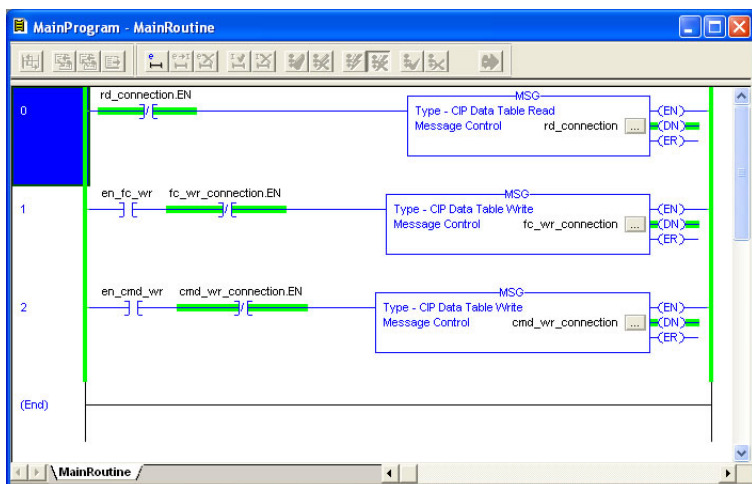 MainProgram - MainRoutine
rd_connection.EN
MSG
0
Type - CIP Data Table Read
EN
Message Control rd_connection ...
DN
ER
en_fc_wr fc_wr_connection.EN
MSG
1
Type - CIP Data Table Write
EN
Message Control fc_wr_connection ...
DN
ER
en_cmd_wr cmd_wr_connection.EN
MSG
2
Type - CIP Data Table Write
EN
Message Control cmd_wr_connection ...
DN
ER
(End)
MainRoutine